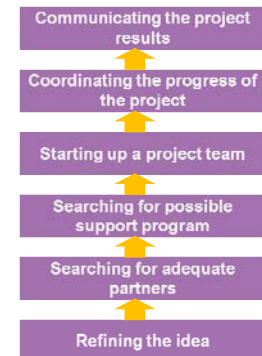 Communicating the project
results
Coordinating the progress of
the project
Starting up a project team
Searching for possible
support program
Searching for adequate
partners
Refining the idea